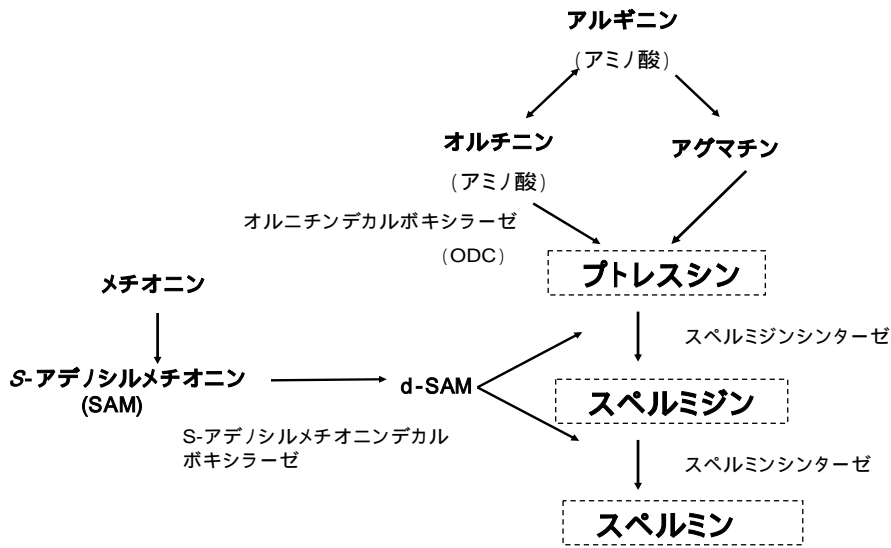 アルギニン
(アミノ酸)
オルチニン
アグマチン
(アミノ酸)
オルニチンデカルボキシラーゼ
(ODC)
プトレスシン
メチオニン
スペルミジンシンターゼ
S-アデノシルメチオニン
(SAM)
d-SAM
スペルミジン
S-アデノシルメチオニンデカル
ボキシラーゼ
スペルミンシンターゼ
スペルミン